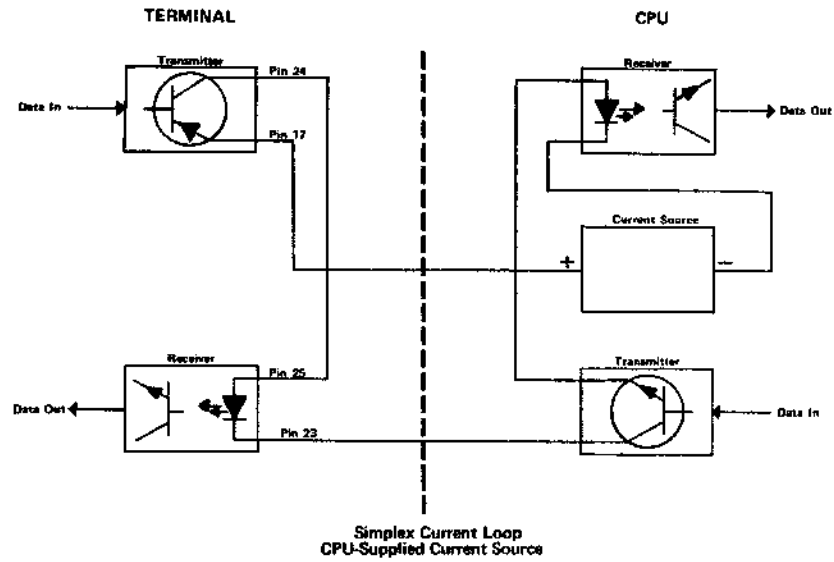 TERMINAL
CPU
Transmitter
Pin 24
Data In
Pin 17
Receiver
Data Out
Current Source
+
−
Receiver
Pin 25
Data Out
Pin 23
Transmitter
Data In
Simplex Current Loop
CPU-Supplied Current Source